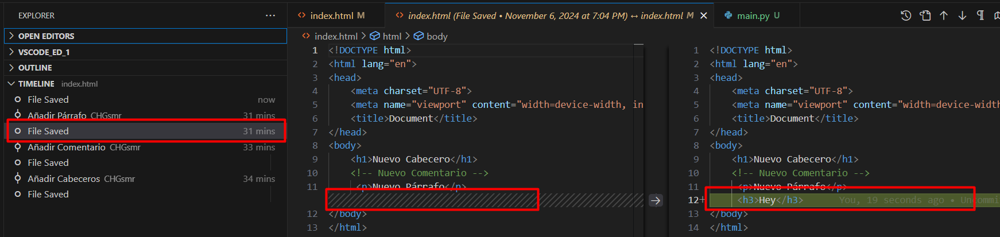 EXPLORER ...
OPEN EDITORS
VSCODE_ED_1
OUTLINE
TIMELINE index.html
File Saved now
Añadir Párrafo CHGsmr 31 mins
File Saved 31 mins
Añadir Comentario CHGsmr 33 mins
File Saved
Añadir Cabeceros CHGsmr 34 mins
File Saved
index.html M
index.html (File Saved • November 6, 2024 at 7:04 PM) ↔ index.html M
main.py U
index.html > html > body
1 <!DOCTYPE html>
2 <html lang="en">
3 <head>
4 <meta charset="UTF-8">
5 <meta name="viewport" content="width=device-width, in
6 <title>Document</title>
7 </head>
8 <body>
9 <h1>Nuevo Cabecero</h1>
10 <!-- Nuevo Comentario -->
11 <p>Nuevo Párrafo</p>
12 </body>
13 </html>
1 <!DOCTYPE html>
2 <html lang="en">
3 <head>
4 <meta charset="UTF-8">
5 <meta name="viewport" content="width=device-width
6 <title>Document</title>
7 </head>
8 <body>
9 <h1>Nuevo Cabecero</h1>
10 <!-- Nuevo Comentario -->
11 <p>Nuevo Párrafo</p>
12+ <h3>Hey</h3> You, 19 seconds ago • Uncommi
13 </body>
14 </html>